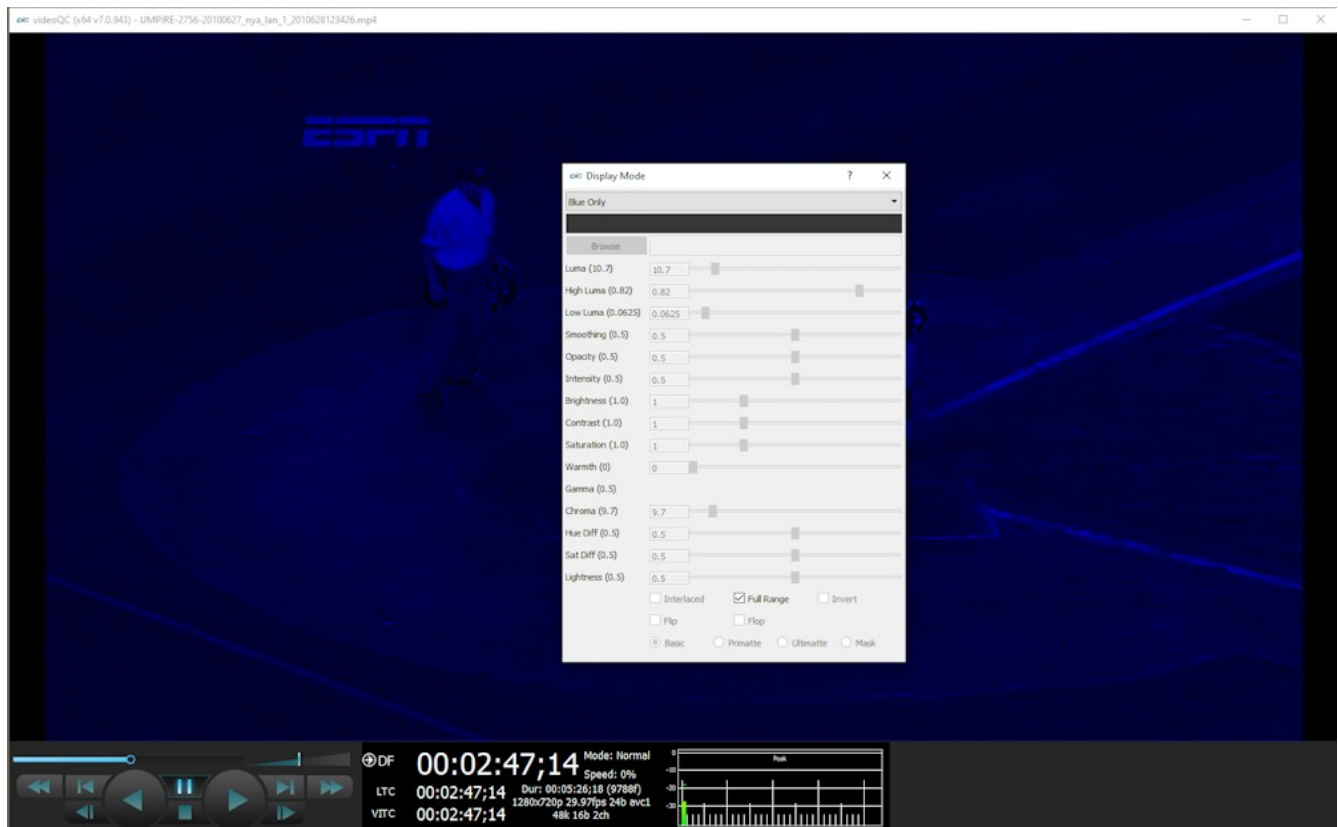 videoQC (x64 v7.0.943) - UMPIRE-2756-20100627_nya_lan_1_2010628123426.mp4
ESPN
Display Mode
Blue Only
Browse
Luma (10.7) 10.7
High Luma (0.82) 0.82
Low Luma (0.0625) 0.0625
Smoothing (0.5) 0.5
Opacity (0.5) 0.5
Intensity (0.5) 0.5
Brightness (1.0) 1
Contrast (1.0) 1
Saturation (1.0) 1
Warmth (0) 0
Gamma (0.5)
Chroma (9.7) 9.7
Hue Diff (0.5) 0.5
Sat Diff (0.5) 0.5
Lightness (0.5) 0.5
Interlaced Full Range Invert
Flip Flop
Basic Primatte Ultimatte Mask
DF 00:02:47;14 Mode: Normal
Speed: 0%
LTC 00:02:47;14 Dur: 00:05:26;18 (9788f)
1280x720p 29.97fps 24b avc1
VITC 00:02:47;14 48k 16b 2ch
Peak
0
-10
-20
-30